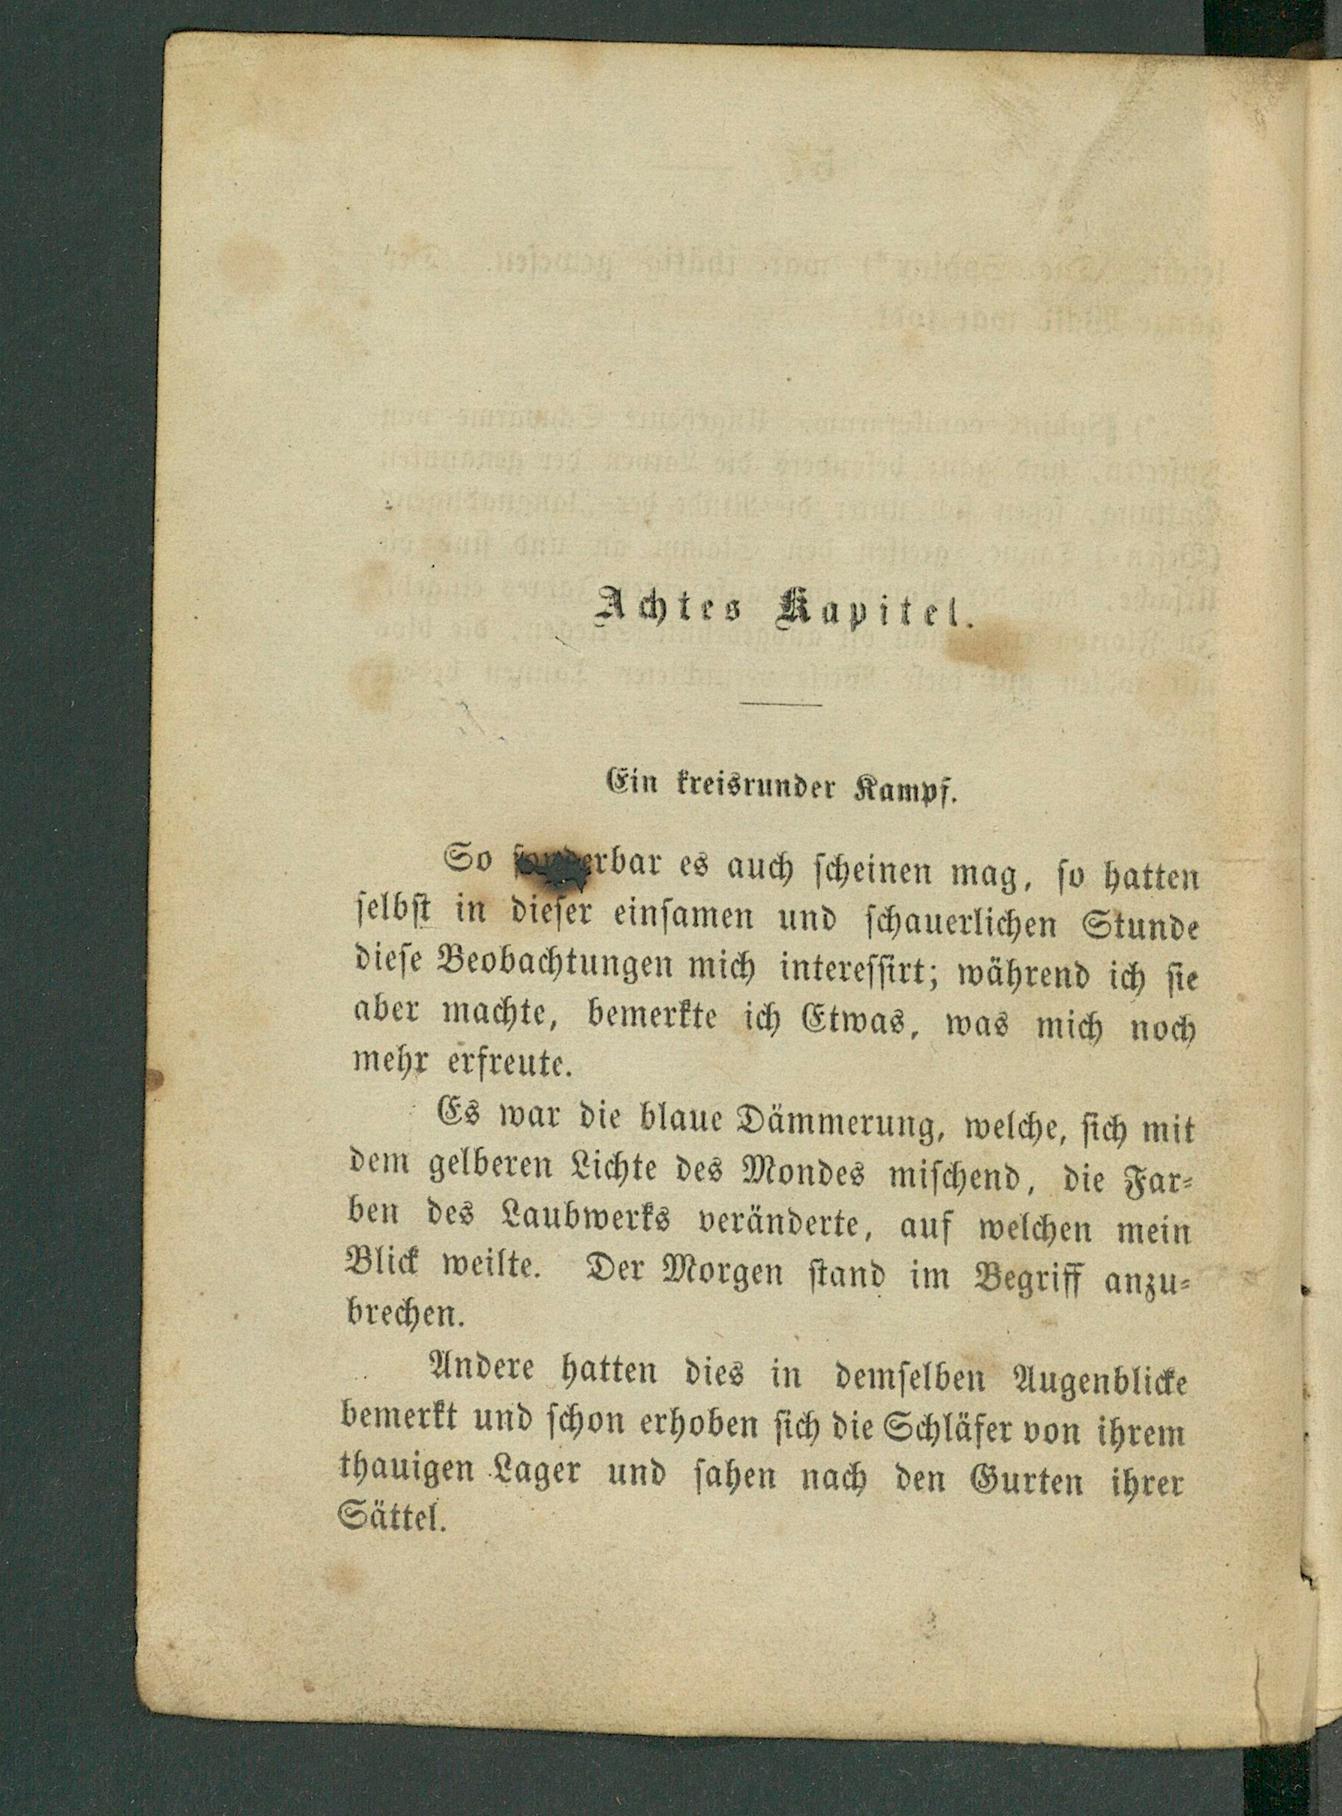 Achtes Kapitel.
Ein kreisrunder Kampf.
So sonderbar es auch scheinen mag, so hatten
selbst in dieser einsamen und schauerlichen Stunde
diese Beobachtungen mich interessirt; während ich sie
aber machte, bemerkte ich Etwas, was mich noch
mehr erfreute.
Es war die blaue Dämmerung, welche, sich mit
dem gelberen Lichte des Mondes mischend, die Far-
ben des Laubwerks veränderte, auf welchen mein
Blick weilte. Der Morgen stand im Begriff anzu-
brechen.
Andere hatten dies in demselben Augenblicke
bemerkt und schon erhoben sich die Schläfer von ihrem
thauigen Lager und sahen nach den Gurten ihrer
Sättel.